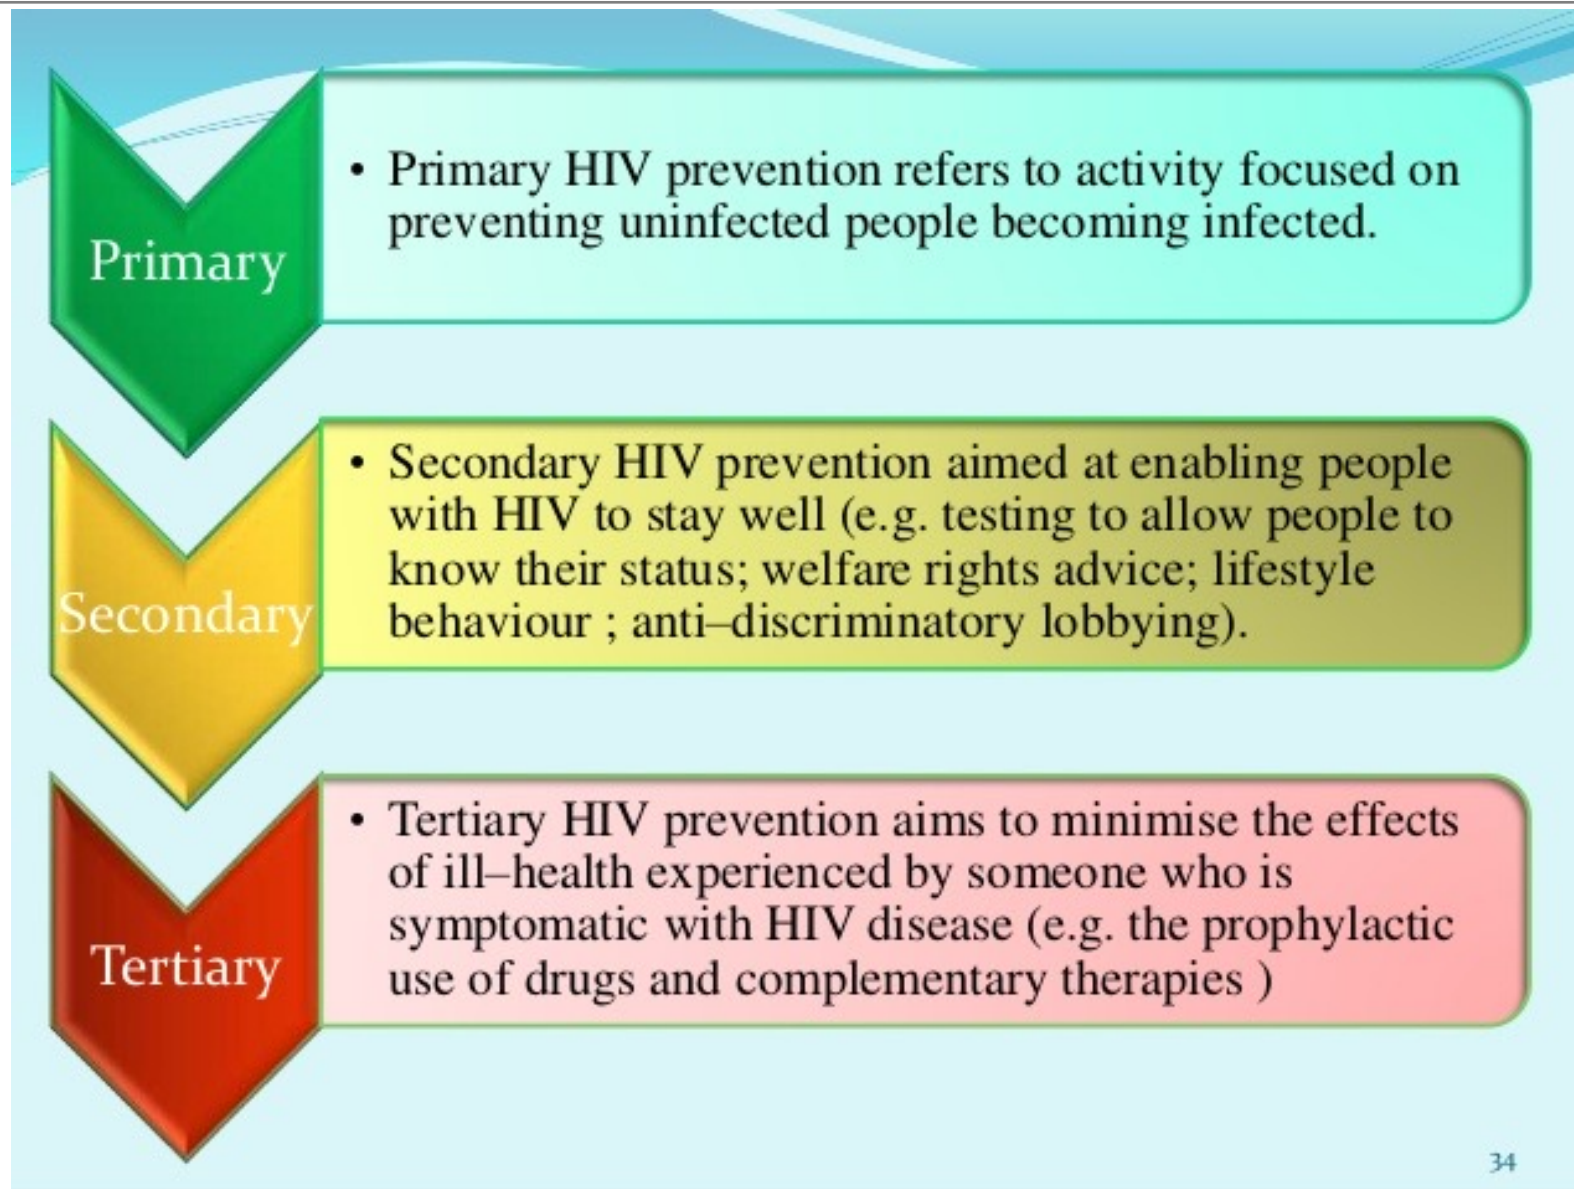 Primary
• Primary HIV prevention refers to activity focused on
preventing uninfected people becoming infected.
Secondary
• Secondary HIV prevention aimed at enabling people
with HIV to stay well (e.g. testing to allow people to
know their status; welfare rights advice; lifestyle
behaviour ; anti–discriminatory lobbying).
Tertiary
• Tertiary HIV prevention aims to minimise the effects
of ill–health experienced by someone who is
symptomatic with HIV disease (e.g. the prophylactic
use of drugs and complementary therapies )
34